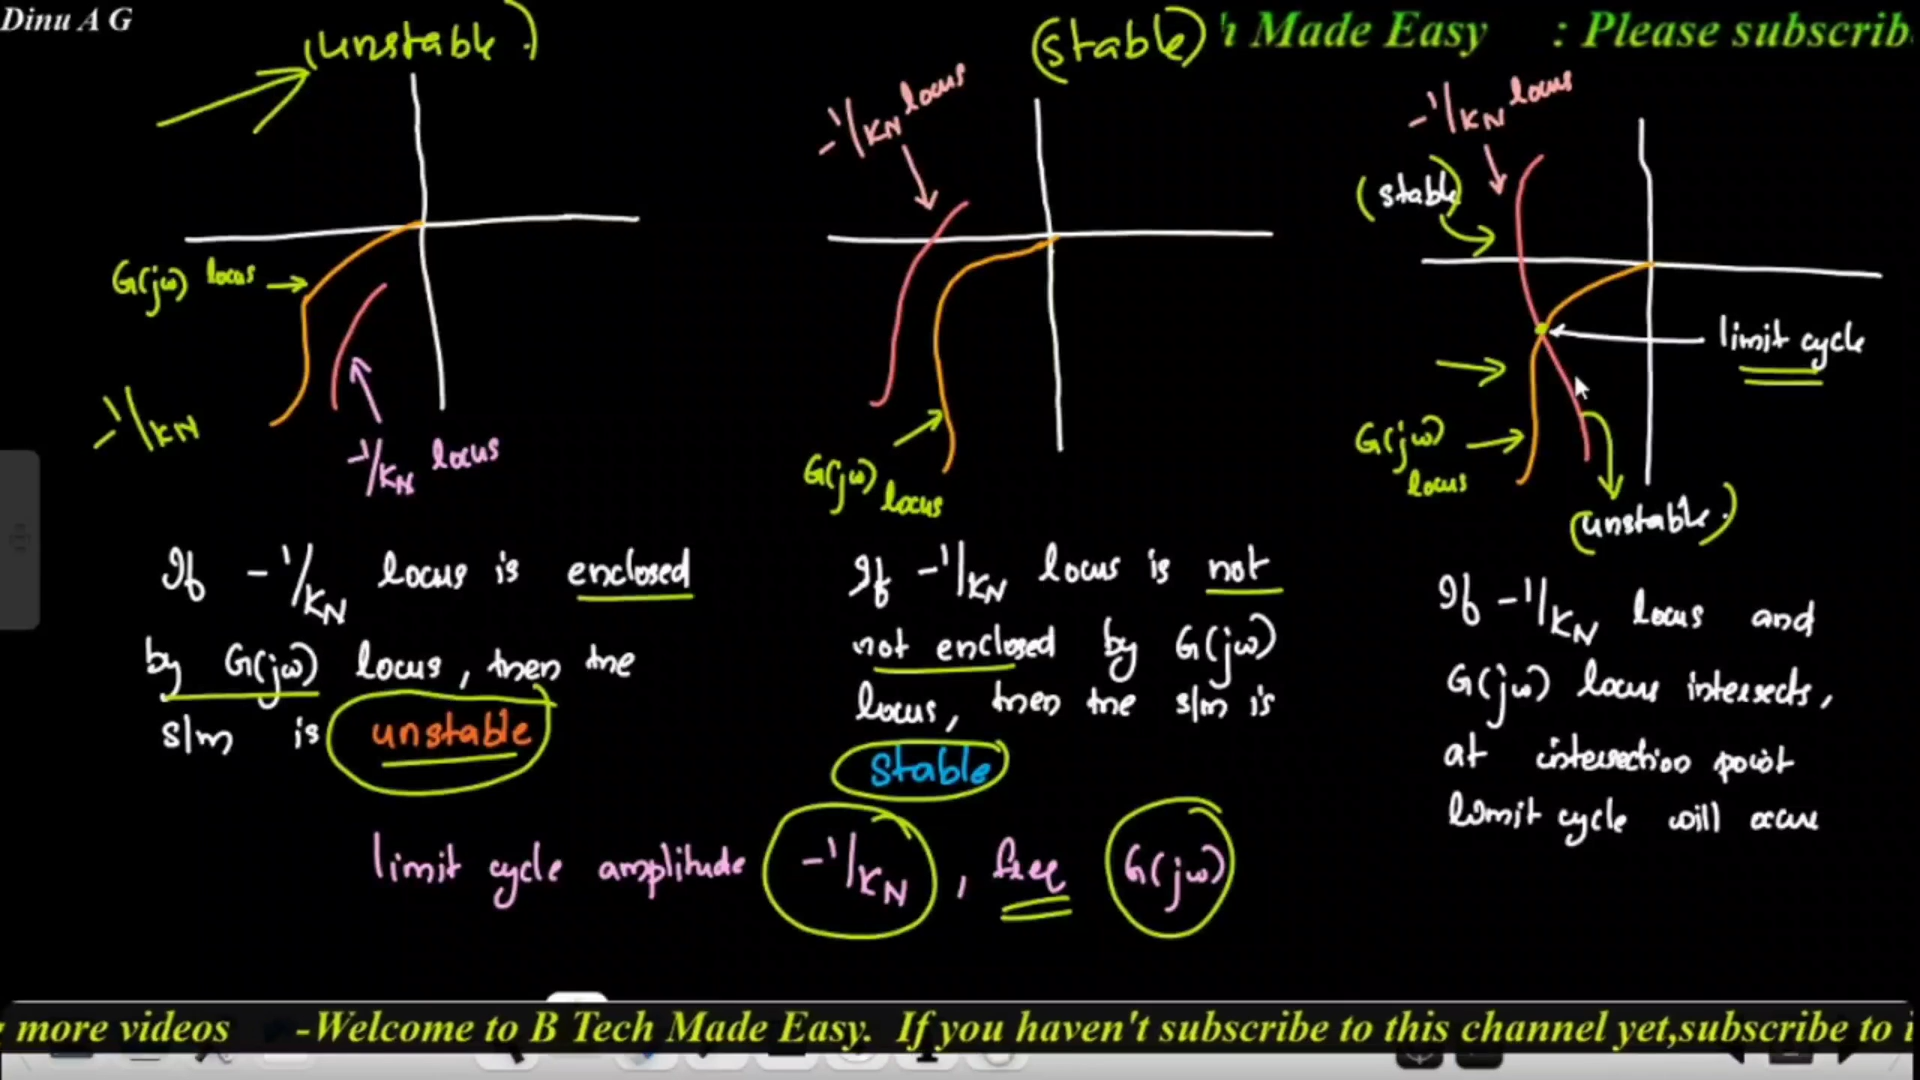 Dinu A G
h Made Easy : Please subscrib
(unstable.)
G(jω) locus
-1/KN
-1/KN locus
(stable)
-1/KN locus
G(jω) locus
-1/KN locus
(stable)
limit cycle
G(jω) locus
(unstable.)
If -1/KN locus is enclosed
by G(jω) locus, then the
s/m is unstable
If -1/KN locus is not
not enclosed by G(jω)
locus, then the s/m is
stable
If -1/KN locus and
G(jω) locus intersects,
at intersection point
limit cycle will occur
limit cycle amplitude -1/KN, freq G(jω)
more videos -Welcome to B Tech Made Easy. If you haven't subscribe to this channel yet,subscribe to